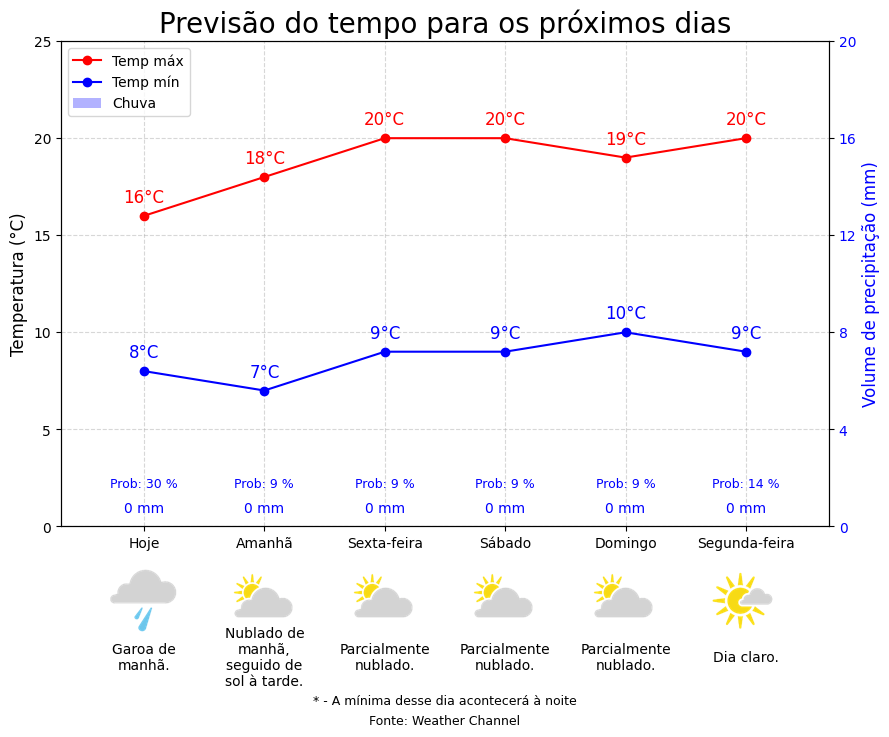 Previsão do tempo para os próximos dias
25
20
15
10
5
0
Temperatura (°C)
20
16
12
8
4
0
Volume de precipitação (mm)
Temp máx
Temp mín
Chuva
16°C
18°C
20°C
20°C
19°C
20°C
8°C
7°C
9°C
9°C
10°C
9°C
Prob: 30 %
Prob: 9 %
Prob: 9 %
Prob: 9 %
Prob: 9 %
Prob: 14 %
0 mm
0 mm
0 mm
0 mm
0 mm
0 mm
Hoje
Amanhã
Sexta-feira
Sábado
Domingo
Segunda-feira
Garoa de
manhã.
Nublado de
manhã,
seguido de
sol à tarde.
Parcialmente
nublado.
Parcialmente
nublado.
Parcialmente
nublado.
Dia claro.
* - A mínima desse dia acontecerá à noite
Fonte: Weather Channel